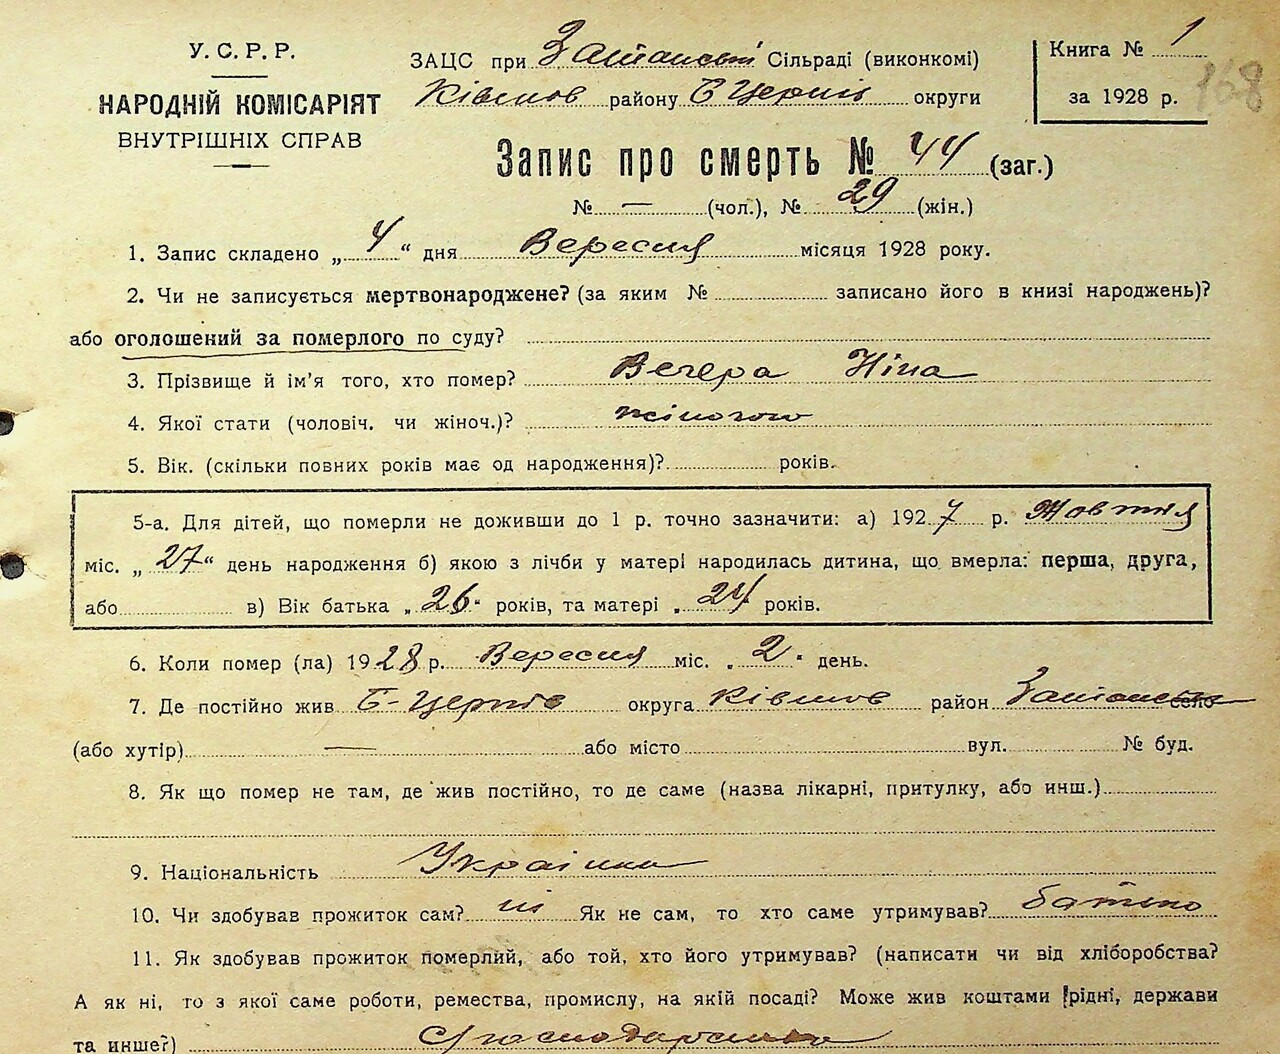 У. С. Р. Р.
НАРОДНІЙ КОМІСАРІЯТ
ВНУТРІШНІХ СПРАВ
ЗАЦС при Сільраді (виконкомі)
району Б Церків округи
Книга № 1
за 1928 р.
168
Запис про смерть № 44 (заг.)
№ — (чол.), № 29 (жін.)
1. Запис складено „4“ дня Вересня місяця 1928 року.
2. Чи не записується мертвонароджене? (за яким № записано його в книзі народжень)?
або оголошений за померлого по суду?
3. Прізвище й ім'я того, хто помер? Вечера Ніна
4. Якої стати (чоловіч. чи жіноч.)? жіночого
5. Вік. (скільки повних років має од народження)? років.
5-а. Для дітей, що померли не доживши до 1 р. точно зазначити: а) 1927 р. Жовтня
міс. „27“ день народження б) якою з лічби у матері народилась дитина, що вмерла: перша, друга,
або в) Вік батька „26“ років, та матері „24 років.
6. Коли помер (ла) 1928 р. Вересня міс. „2“ день.
7. Де постійно жив Б-Церків округа район село
(або хутір) — або місто вул. № буд.
8. Як що помер не там, де жив постійно, то де саме (назва лікарні, притулку, або инш.)
9. Національність Українка
10. Чи здобував прожиток сам? ні Як не сам, то хто саме утримував? батько
11. Як здобував прожиток померлий, або той, хто його утримував? (написати чи від хліборобства?
А як ні, то з якої саме роботи, ремества, промислу, на якій посаді? Може жив коштами рідні, держави
та инше?)